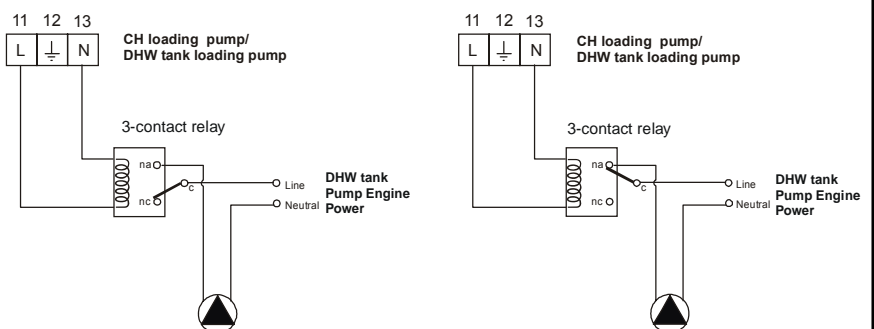 11 12 13
L N
CH loading pump/
DHW tank loading pump
3-contact relay
na
c
nc
Line
Neutral
DHW tank
Pump Engine
Power
11 12 13
L N
CH loading pump/
DHW tank loading pump
3-contact relay
na
c
nc
Line
Neutral
DHW tank
Pump Engine
Power